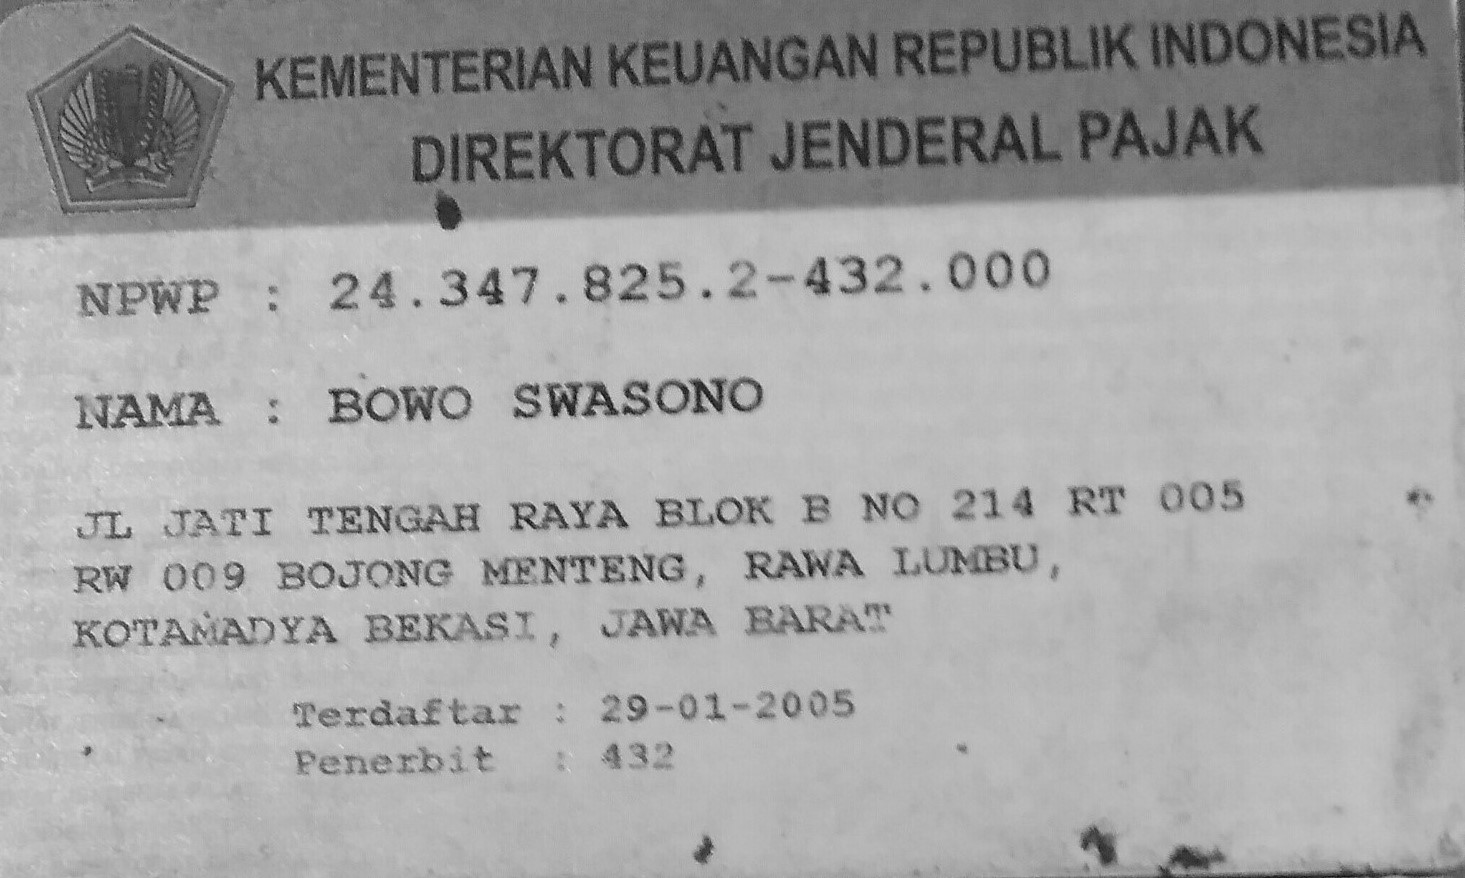 KEMENTERIAN KEUANGAN REPUBLIK INDONESIA
DIREKTORAT JENDERAL PAJAK
NPWP : 24.347.825.2-432.000
NAMA : BOWO SWASONO
JL JATI TENGAH RAYA BLOK B NO 214 RT 005
RW 009 BOJONG MENTENG, RAWA LUMBU,
KOTAMADYA BEKASI, JAWA BARAT
Terdaftar : 29-01-2005
Penerbit : 432